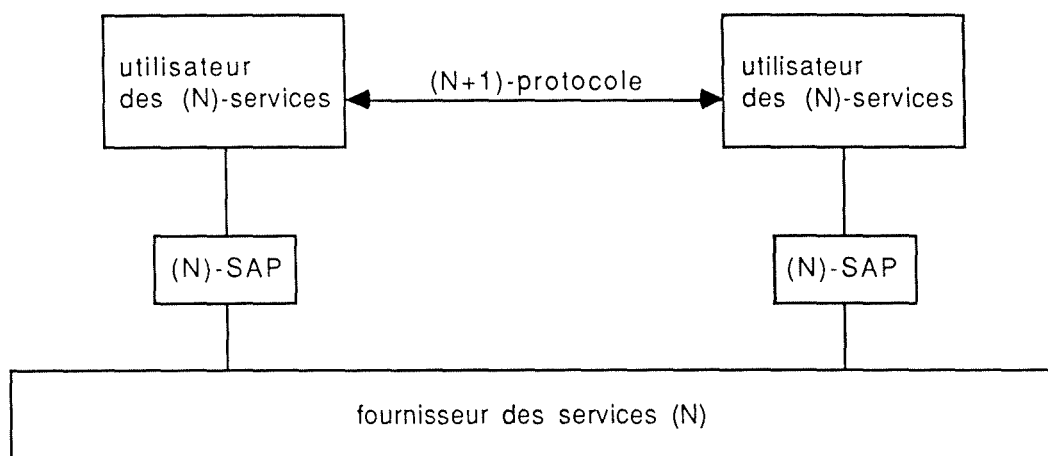 utilisateur
des (N)-services
(N+1)-protocole
utilisateur
des (N)-services
(N)-SAP
(N)-SAP
fournisseur des services (N)